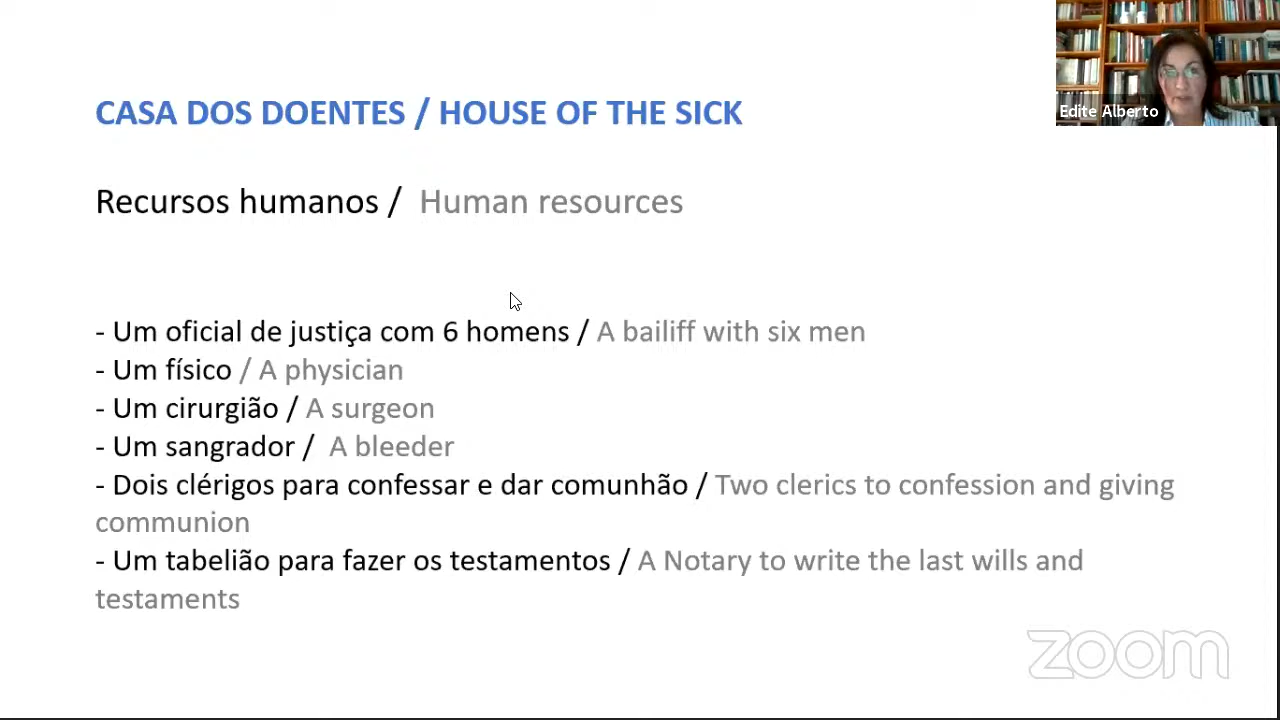 Edite Alberto
CASA DOS DOENTES / HOUSE OF THE SICK
Recursos humanos / Human resources
- Um oficial de justiça com 6 homens / A bailiff with six men
- Um físico / A physician
- Um cirurgião / A surgeon
- Um sangrador / A bleeder
- Dois clérigos para confessar e dar comunhão / Two clerics to confession and giving
communion
- Um tabelião para fazer os testamentos / A Notary to write the last wills and
testaments
zoom